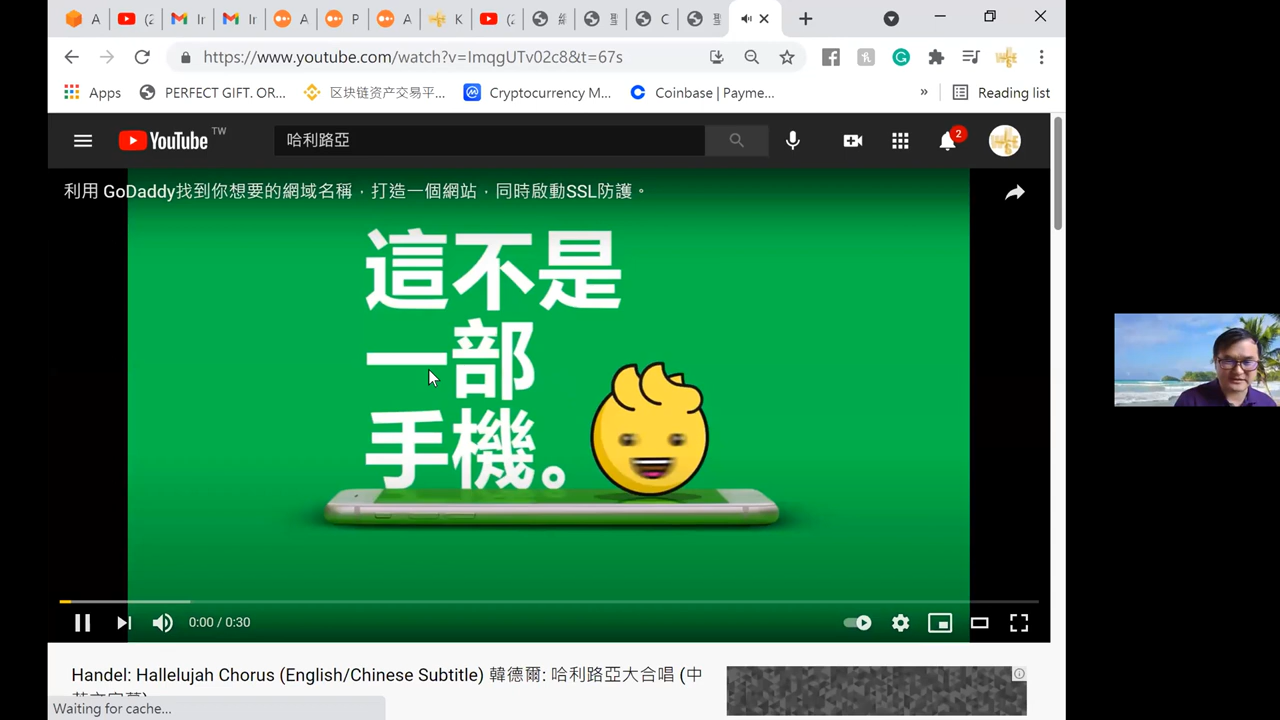 A
(2
Ir
Ir
A
P
A
K
(2
C
https://www.youtube.com/watch?v=ImqgUTv02c8&t=67s
Apps
PERFECT GIFT. OR...
区块链资产交易平...
Cryptocurrency M...
Coinbase | Payme...
»
Reading list
YouTube TW
哈利路亞
2
利用 GoDaddy找到你想要的網域名稱，打造一個網站，同時啟動SSL防護。
這不是
一部
手機。
0:00 / 0:30
Handel: Hallelujah Chorus (English/Chinese Subtitle) 韓德爾: 哈利路亞大合唱 (中
Waiting for cache...